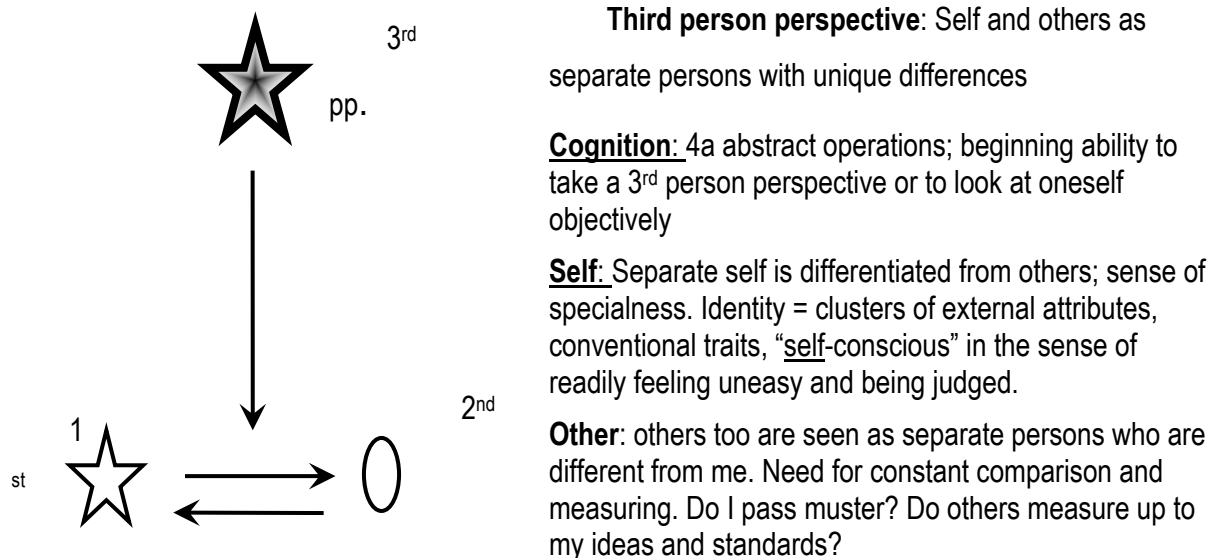 3rd
pp.
2nd
1
st
Third person perspective: Self and others as
separate persons with unique differences
Cognition: 4a abstract operations; beginning ability to
take a 3rd person perspective or to look at oneself
objectively
Self: Separate self is differentiated from others; sense of
specialness. Identity = clusters of external attributes,
conventional traits, “self-conscious” in the sense of
readily feeling uneasy and being judged.
Other: others too are seen as separate persons who are
different from me. Need for constant comparison and
measuring. Do I pass muster? Do others measure up to
my ideas and standards?